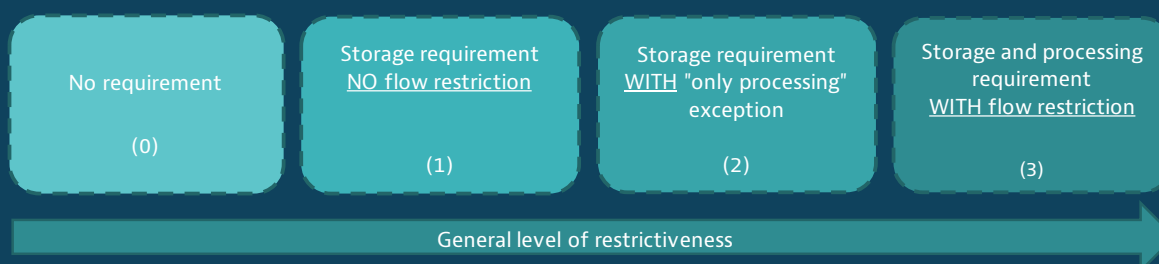 No requirement
(0)
Storage requirement
NO flow restriction
(1)
Storage requirement
WITH "only processing"
exception
(2)
Storage and processing
requirement
WITH flow restriction
(3)
General level of restrictiveness